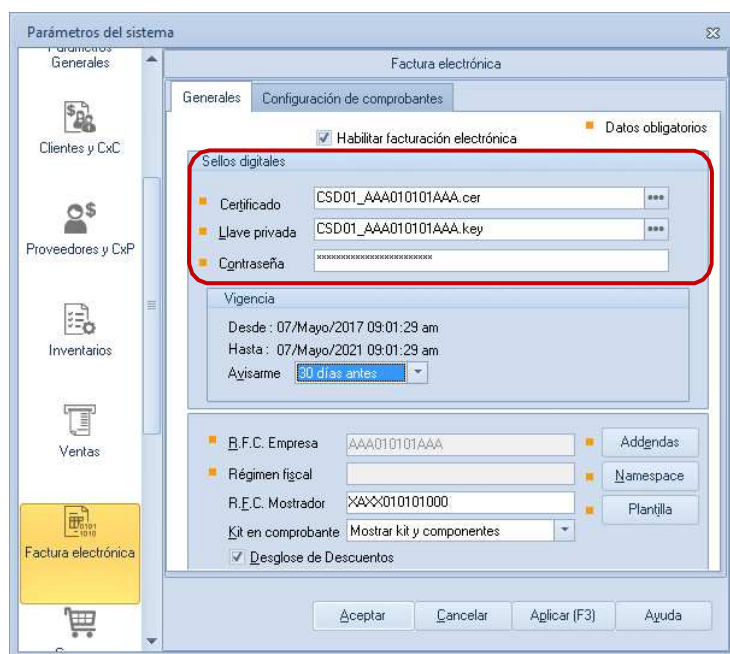 Parámetros del sistema
Parámetros
Generales
Clientes y CxC
Proveedores y CxP
Inventarios
Ventas
Factura electrónica
Factura electrónica
Generales
Configuración de comprobantes
Habilitar facturación electrónica
Datos obligatorios
Sellos digitales
Certificado
CSD01_AAA010101AAA.cer
Llave privada
CSD01_AAA010101AAA.key
Contraseña
************************
Vigencia
Desde : 07/Mayo/2017 09:01:29 am
Hasta : 07/Mayo/2021 09:01:29 am
Avisarme 30 días antes
R.F.C. Empresa AAA010101AAA
Addendas
Régimen fiscal
Namespace
R.F.C. Mostrador XAXX010101000
Plantilla
Kit en comprobante Mostrar kit y componentes
Desglose de Descuentos
Aceptar
Cancelar
Aplicar (F3)
Ayuda